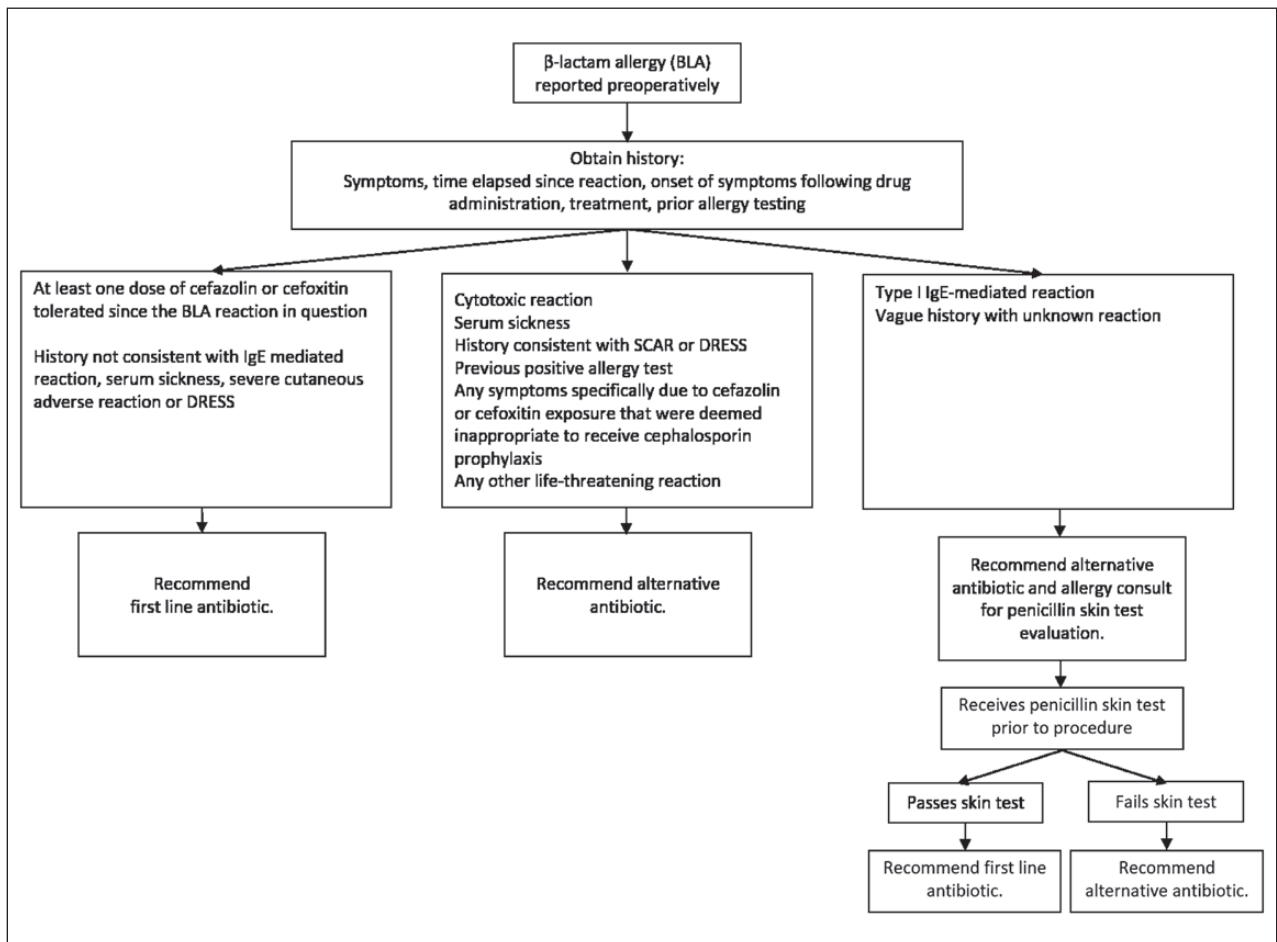 β-lactam allergy (BLA)
reported preoperatively
Obtain history:
Symptoms, time elapsed since reaction, onset of symptoms following drug
administration, treatment, prior allergy testing
At least one dose of cefazolin or cefoxitin
tolerated since the BLA reaction in question
History not consistent with IgE mediated
reaction, serum sickness, severe cutaneous
adverse reaction or DRESS
Cytotoxic reaction
Serum sickness
History consistent with SCAR or DRESS
Previous positive allergy test
Any symptoms specifically due to cefazolin
or cefoxitin exposure that were deemed
inappropriate to receive cephalosporin
prophylaxis
Any other life-threatening reaction
Type I IgE-mediated reaction
Vague history with unknown reaction
Recommend
first line antibiotic.
Recommend alternative
antibiotic.
Recommend alternative
antibiotic and allergy consult
for penicillin skin test
evaluation.
Receives penicillin skin test
prior to procedure
Passes skin test
Fails skin test
Recommend first line
antibiotic.
Recommend
alternative antibiotic.